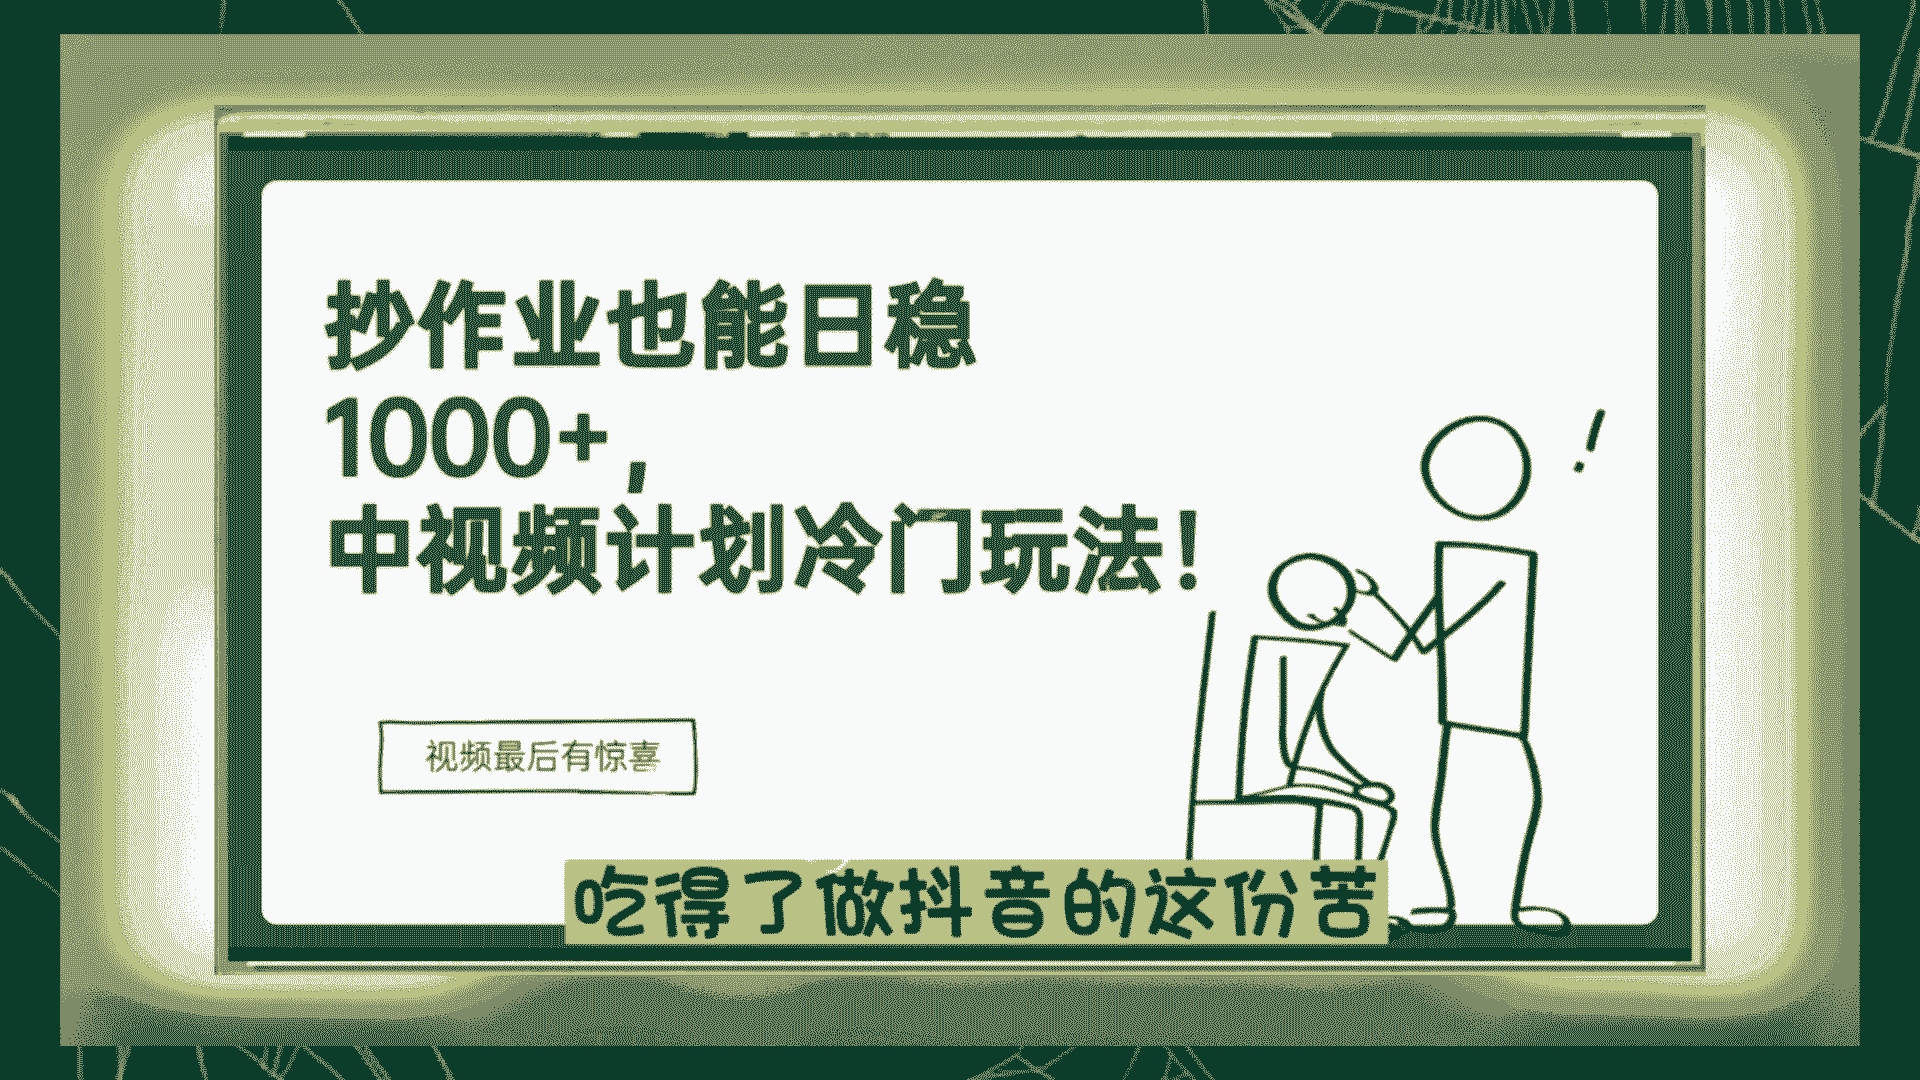 抄作业也能日稳
1000+，
中视频计划冷门玩法！
！
视频最后有惊喜
吃得了做抖音的这份苦